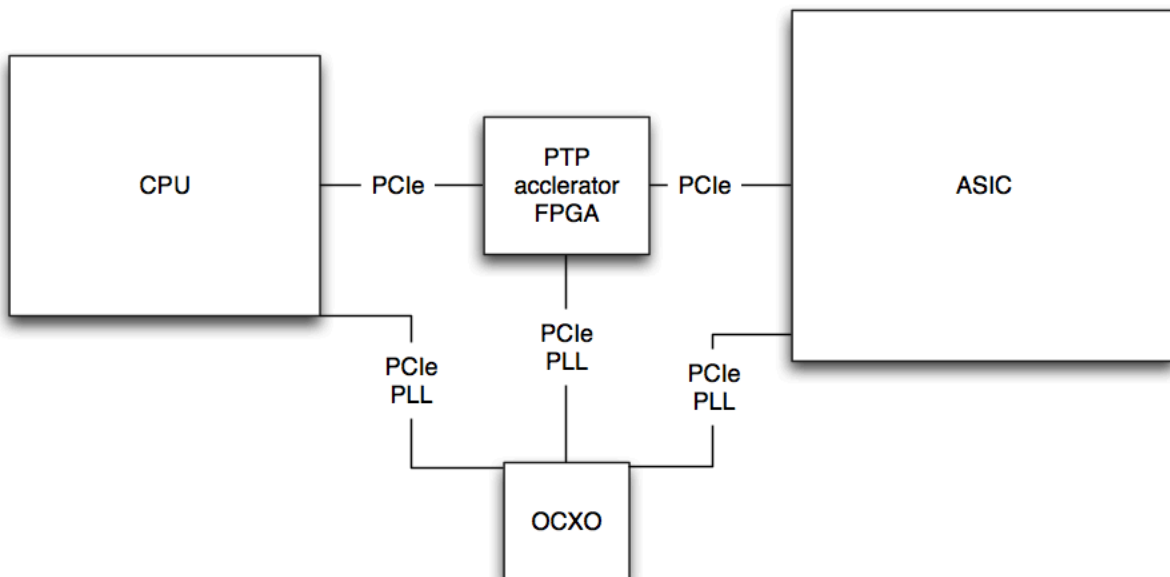 CPU
PCIe
PTP
acclerator
FPGA
PCIe
ASIC
PCIe
PLL
PCIe
PLL
PCIe
PLL
OCXO